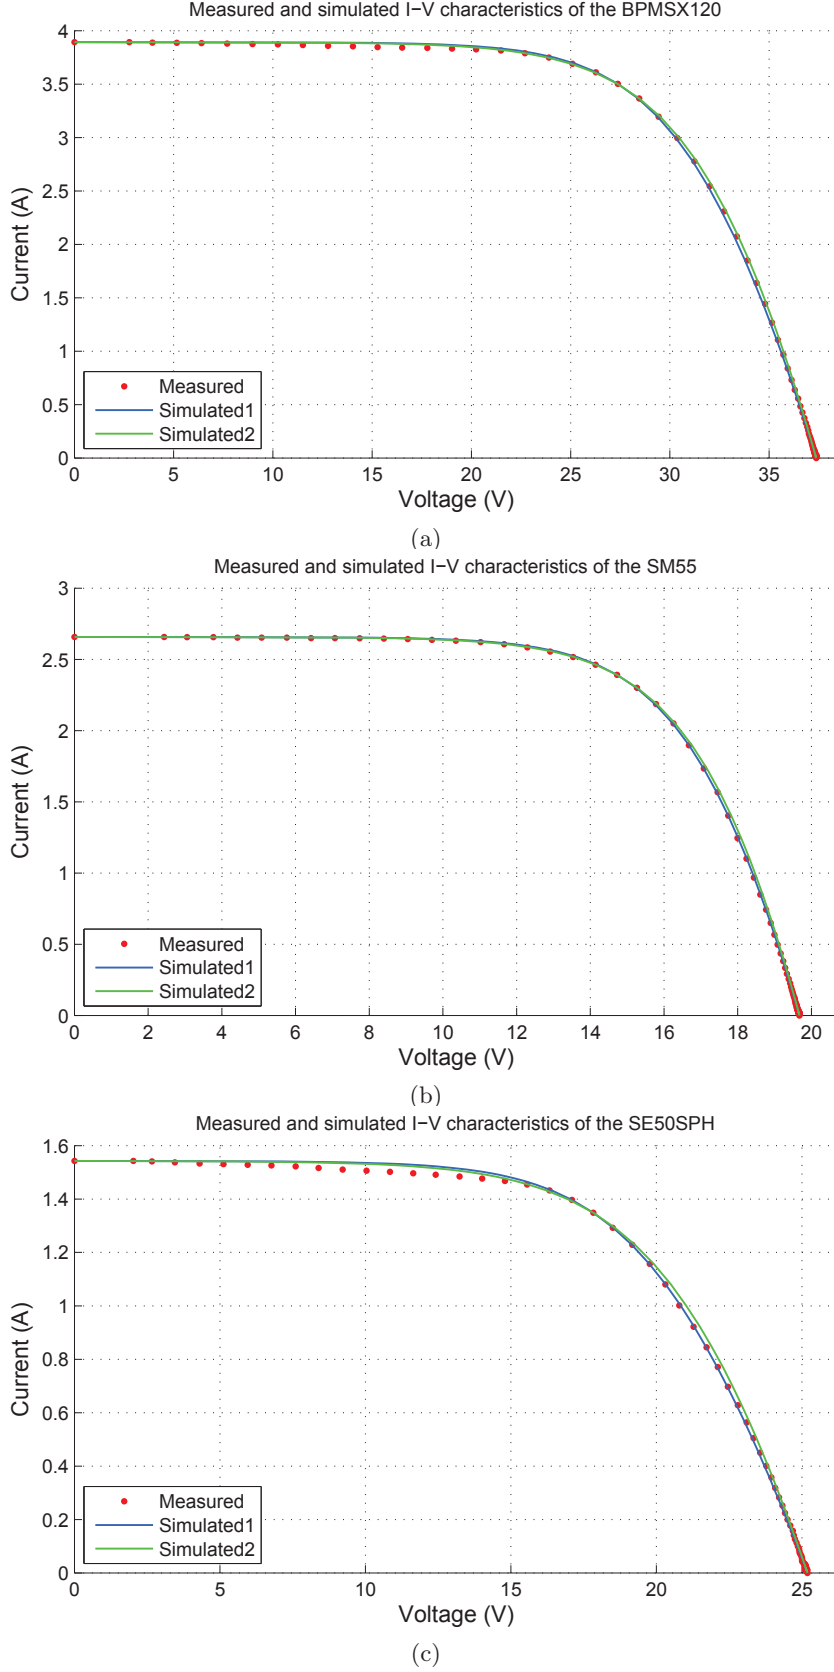 Measured and simulated I−V characteristics of the BPMSX120
4
3.5
3
2.5
2
1.5
1
0.5
0
Current (A)
Measured
Simulated1
Simulated2
0 5 10 15 20 25 30 35
Voltage (V)
(a)
Measured and simulated I−V characteristics of the SM55
3
2.5
2
1.5
1
0.5
0
Current (A)
Measured
Simulated1
Simulated2
0 2 4 6 8 10 12 14 16 18 20
Voltage (V)
(b)
Measured and simulated I−V characteristics of the SE50SPH
1.6
1.4
1.2
1
0.8
0.6
0.4
0.2
0
Current (A)
Measured
Simulated1
Simulated2
0 5 10 15 20 25
Voltage (V)
(c)